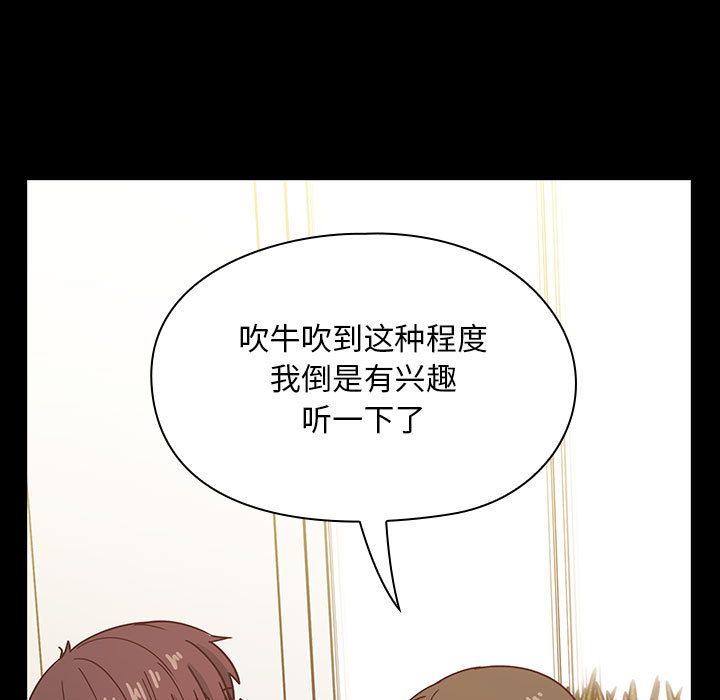 吹牛吹到这种程度
我倒是有兴趣
听一下了